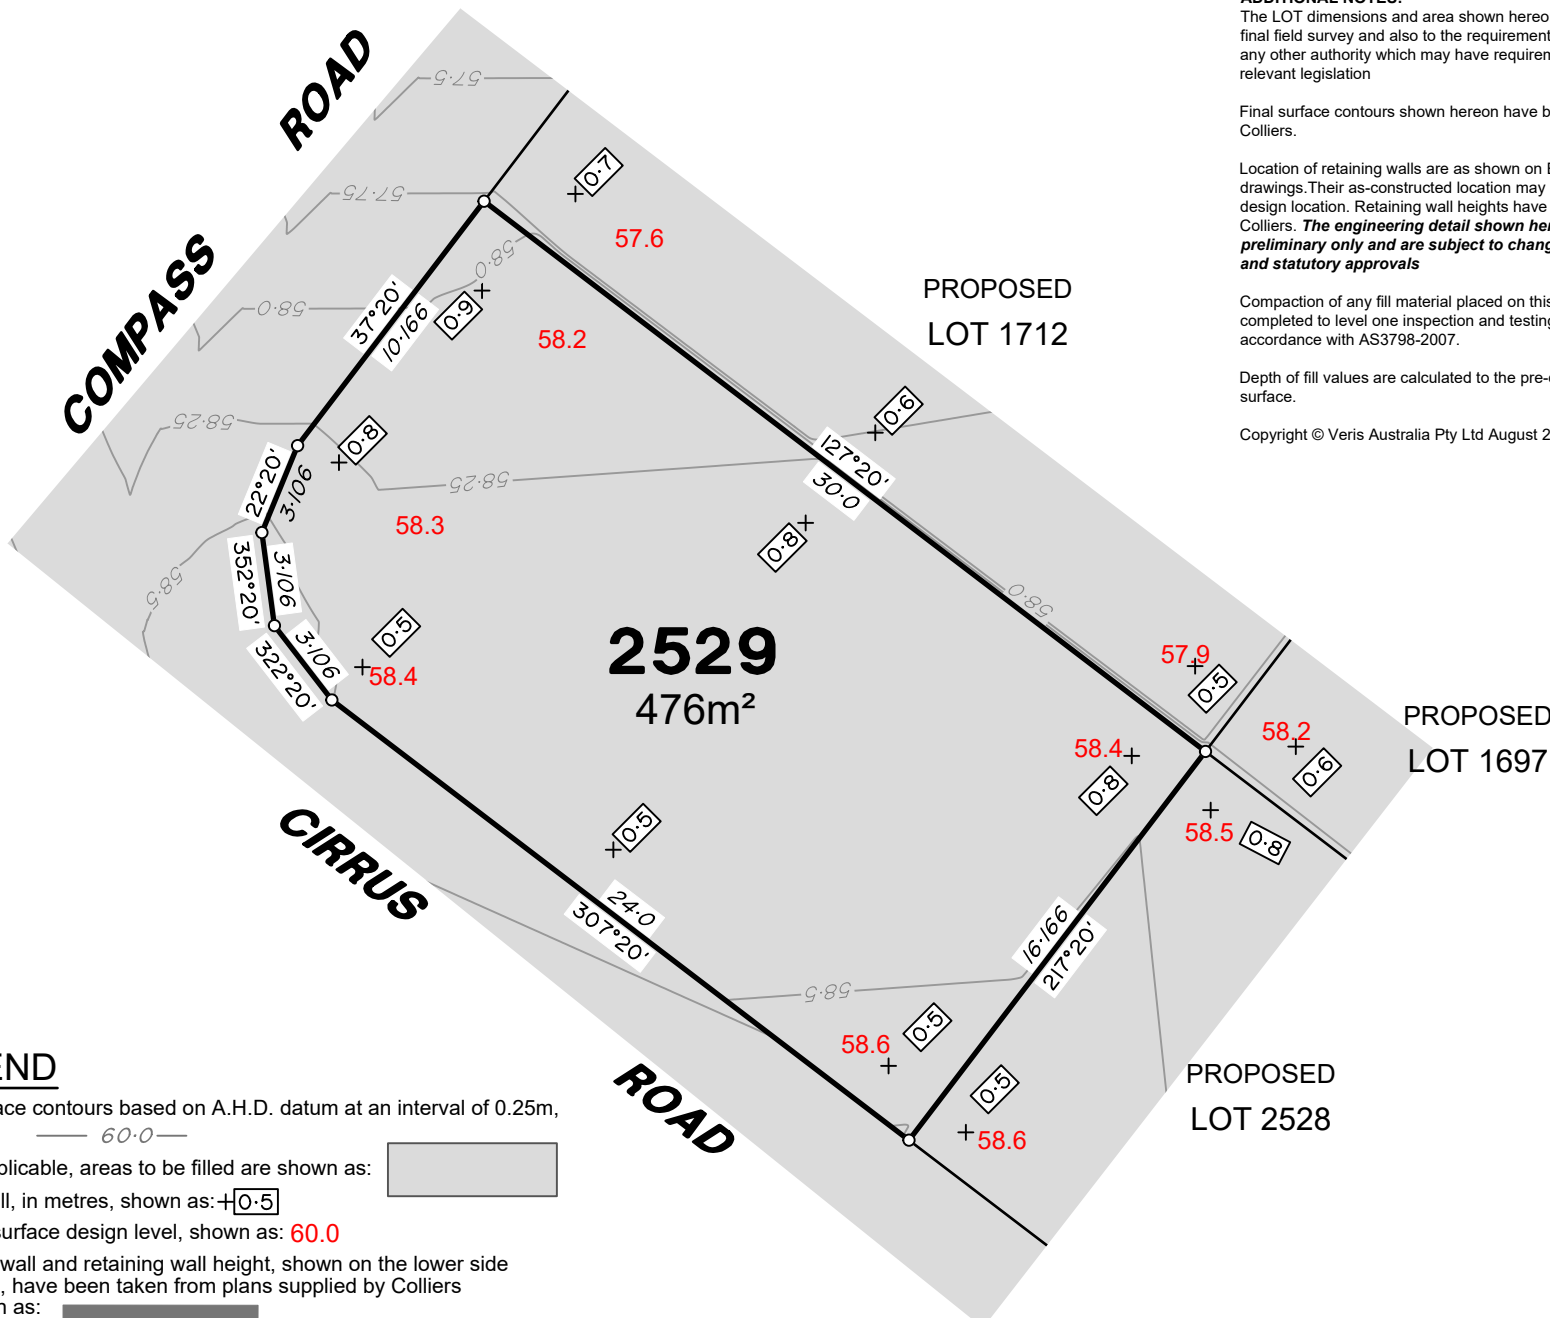 ADDITIONAL NOTES:
The LOT dimensions and area shown hereo
final field survey and also to the requirement
any other authority which may have requirem
relevant legislation
Final surface contours shown hereon have b
Colliers.
Location of retaining walls are as shown on E
drawings.Their as-constructed location may
design location. Retaining wall heights have
Colliers. The engineering detail shown her
preliminary only and are subject to chang
and statutory approvals
Compaction of any fill material placed on this
completed to level one inspection and testing
accordance with AS3798-2007.
Depth of fill values are calculated to the pre-e
surface.
Copyright © Veris Australia Pty Ltd August 2
COMPASS ROAD
57·5
57·75
58·0
58·25
58·5
0·7
57.6
58·0
0·9
58.2
37°20'
10·166
PROPOSED
LOT 1712
0·6
0·8
58·25
58.3
22°20'
3·106
127°20'
30·0
0·8
352°20'
3·106
58·0
0·5
58.4
322°20'
3·106
2529
476m²
57.9
0·5
58.4
0·8
58.2
0·6
PROPOSED
LOT 1697
58.5
0·8
CIRRUS ROAD
0·5
24·0
307°20'
16·166
217°20'
58·5
58.6
0·5
0·5
58.6
PROPOSED
LOT 2528
END
ace contours based on A.H.D. datum at an interval of 0.25m,
60·0
plicable, areas to be filled are shown as:
ll, in metres, shown as: 0·5
surface design level, shown as: 60.0
wall and retaining wall height, shown on the lower side
, have been taken from plans supplied by Colliers
n as: